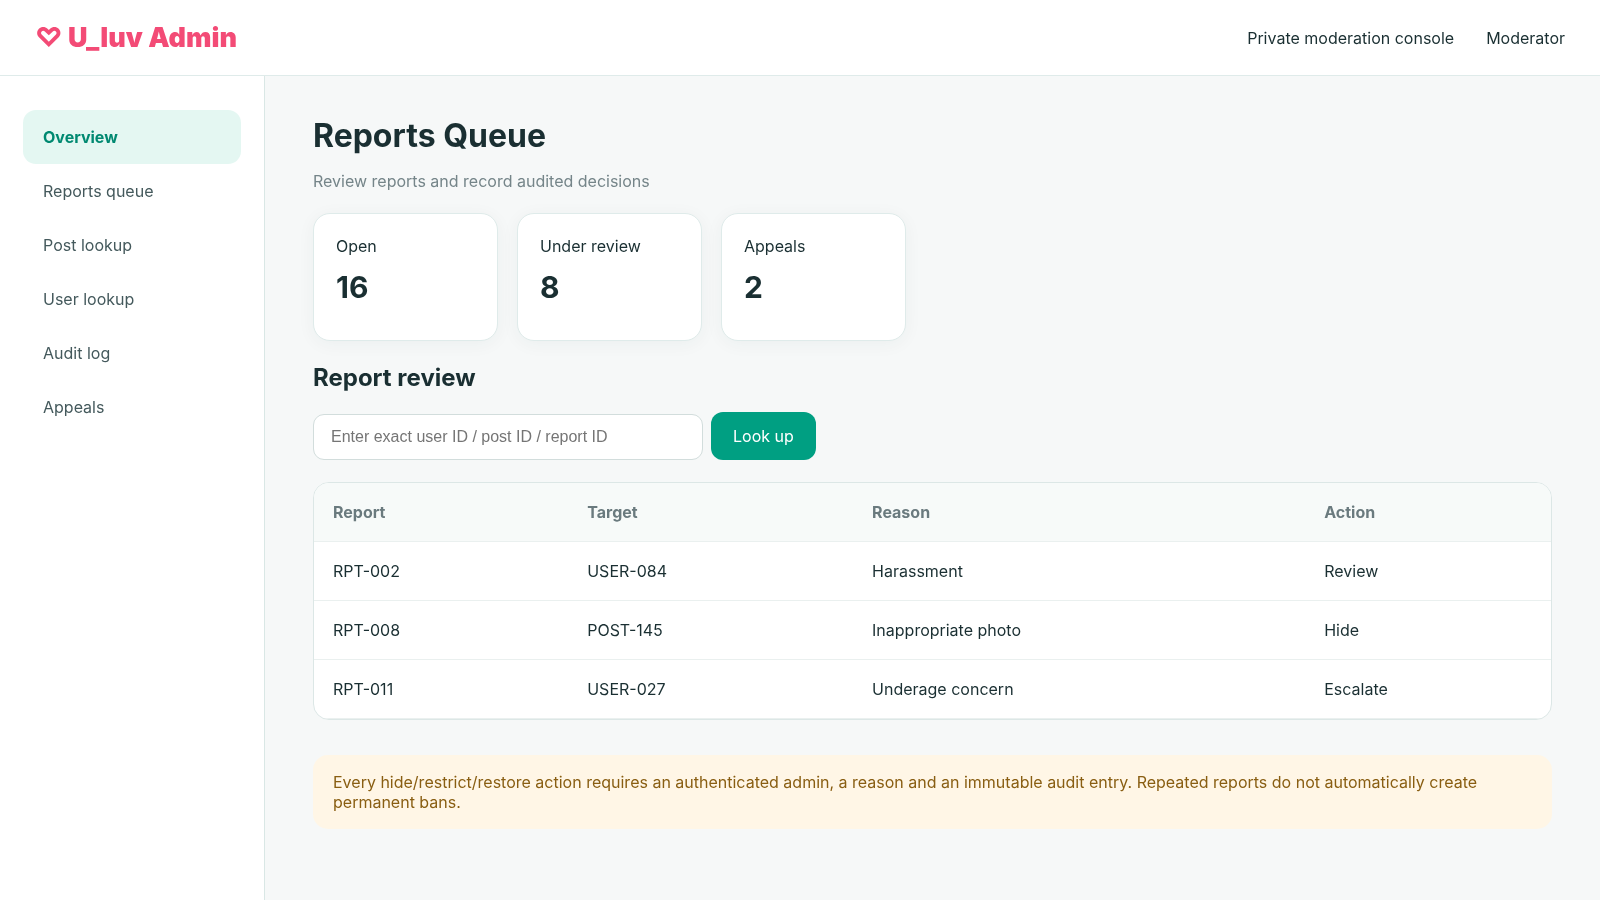 ♡ U_luv Admin
Private moderation console
Moderator
Overview
Reports queue
Post lookup
User lookup
Audit log
Appeals
Reports Queue
Review reports and record audited decisions
Open
16
Under review
8
Appeals
2
Report review
Enter exact user ID / post ID / report ID
Look up
Report Target Reason Action
RPT-002 USER-084 Harassment Review
RPT-008 POST-145 Inappropriate photo Hide
RPT-011 USER-027 Underage concern Escalate
Every hide/restrict/restore action requires an authenticated admin, a reason and an immutable audit entry. Repeated reports do not automatically create
permanent bans.